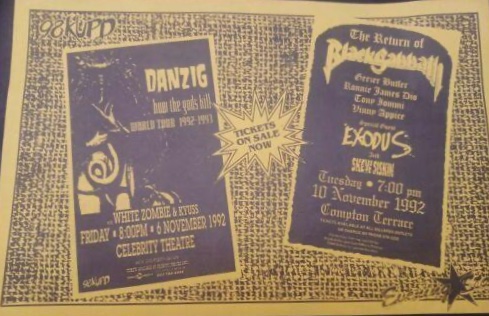 98KUPD
DANZIG
how the gods kill
WORLD TOUR 1992-1993
WHITE ZOMBIE & KYUSS
FRIDAY • 8:00PM • 6 NOVEMBER 1992
CELEBRITY THEATRE
98KUPD
TICKETS
ON SALE
NOW
The Return of
Black Sabbath
Geezer Butler
Ronnie James Dio
Tony Iommi
Vinny Appice
Special Guests
EXODUS
And
SKEW SISKIN
Tuesday • 7:00 pm
10 November 1992
Compton Terrace